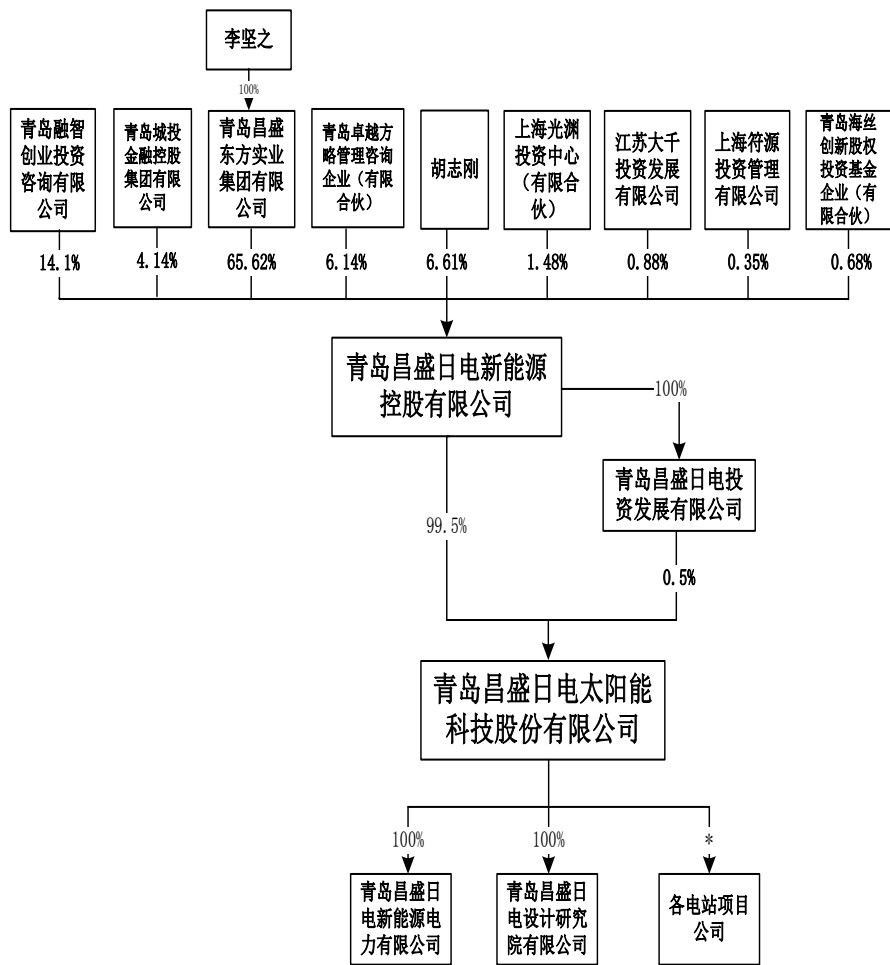 李坚之
100%
青岛融智
创业投资
咨询有限
公司
青岛城投
金融控股
集团有限
公司
青岛昌盛
东方实业
集团有限
公司
青岛卓越方
略管理咨询
企业（有限
合伙）
胡志刚
上海光渊
投资中心
（有限合
伙）
江苏大千
投资发展
有限公司
上海符源
投资管理
有限公司
青岛海丝
创新股权
投资基金
企业（有
限合伙）
14.1%
4.14%
65.62%
6.14%
6.61%
1.48%
0.88%
0.35%
0.68%
青岛昌盛日电新能源
控股有限公司
100%
青岛昌盛日电投
资发展有限公司
99.5%
0.5%
青岛昌盛日电太阳能
科技股份有限公司
100%
100%
*
青岛昌盛日
电新能源电
力有限公司
青岛昌盛日
电设计研究
院有限公司
各电站项目
公司